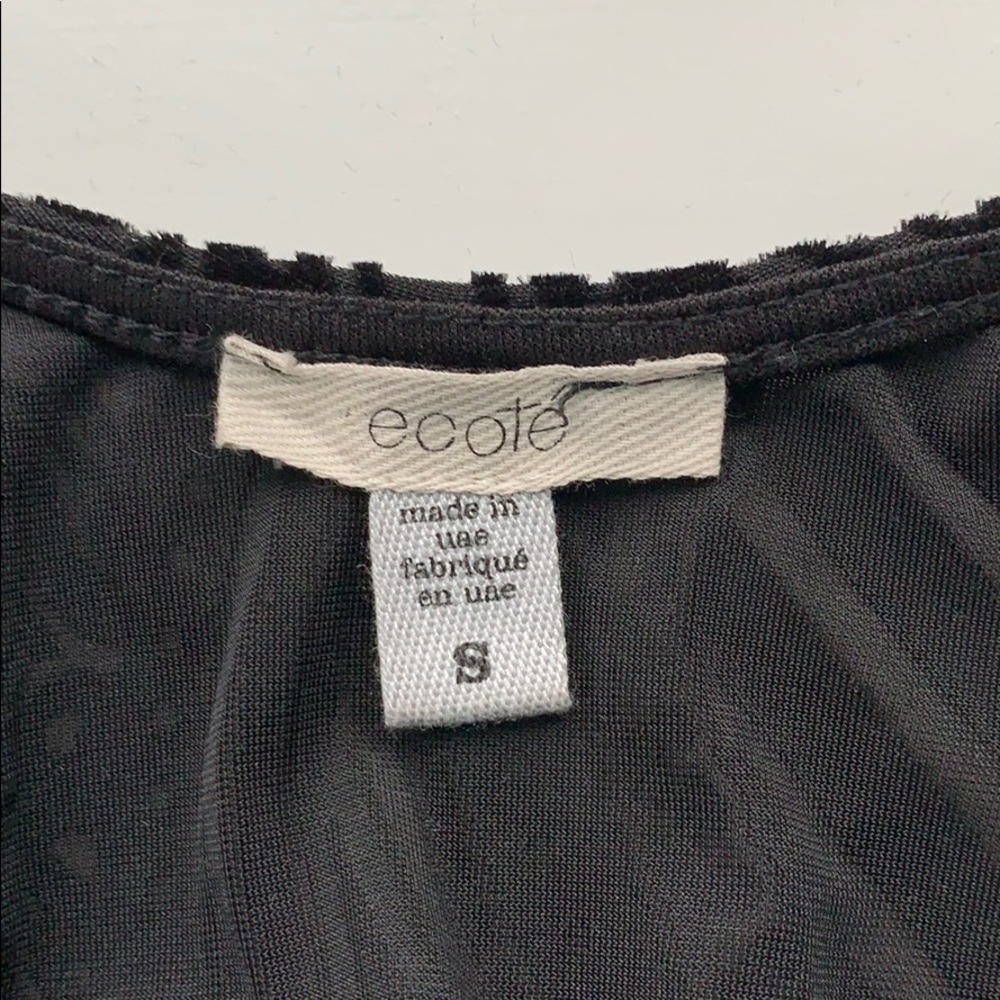 ecoté
made in
uae
fabriqué
en uae
S